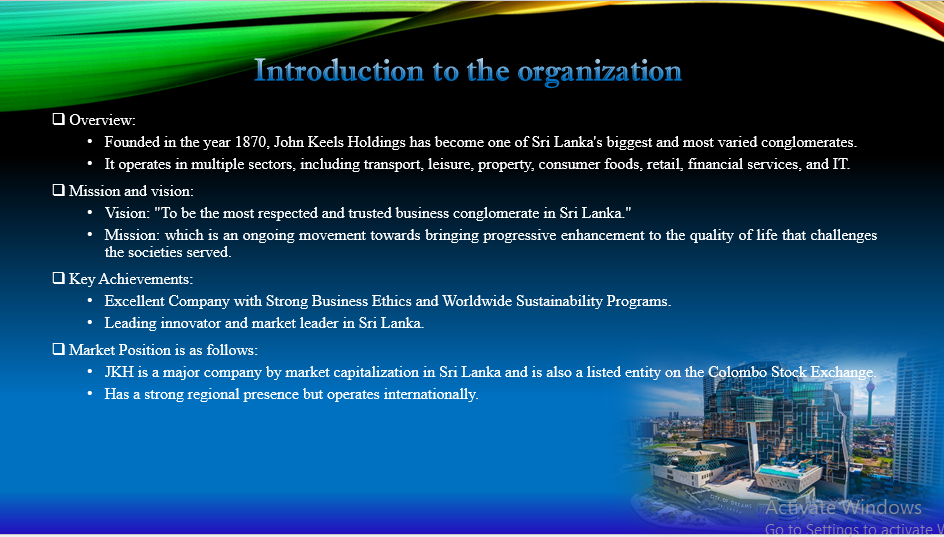 Introduction to the organization
❑ Overview:
• Founded in the year 1870, John Keels Holdings has become one of Sri Lanka's biggest and most varied conglomerates.
• It operates in multiple sectors, including transport, leisure, property, consumer foods, retail, financial services, and IT.
❑ Mission and vision:
• Vision: "To be the most respected and trusted business conglomerate in Sri Lanka."
• Mission: which is an ongoing movement towards bringing progressive enhancement to the quality of life that challenges
the societies served.
❑ Key Achievements:
• Excellent Company with Strong Business Ethics and Worldwide Sustainability Programs.
• Leading innovator and market leader in Sri Lanka.
❑ Market Position is as follows:
• JKH is a major company by market capitalization in Sri Lanka and is also a listed entity on the Colombo Stock Exchange.
• Has a strong regional presence but operates internationally.
CITY OF DREAMS
Activate Windows
Go to Settings to activate W